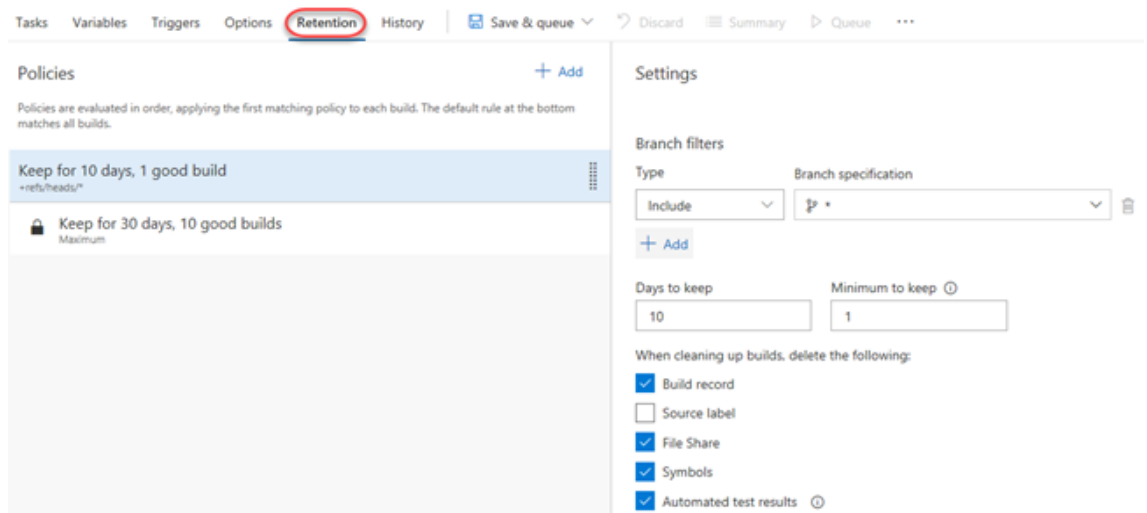 Tasks Variables Triggers Options Retention History Save & queue Discard Summary Queue ...
Policies
+ Add
Policies are evaluated in order, applying the first matching policy to each build. The default rule at the bottom
matches all builds.
Keep for 10 days, 1 good build
+refs/heads/*
Keep for 30 days, 10 good builds
Maximum
Settings
Branch filters
Type Branch specification
Include *
+ Add
Days to keep Minimum to keep
10 1
When cleaning up builds, delete the following:
Build record
Source label
File Share
Symbols
Automated test results